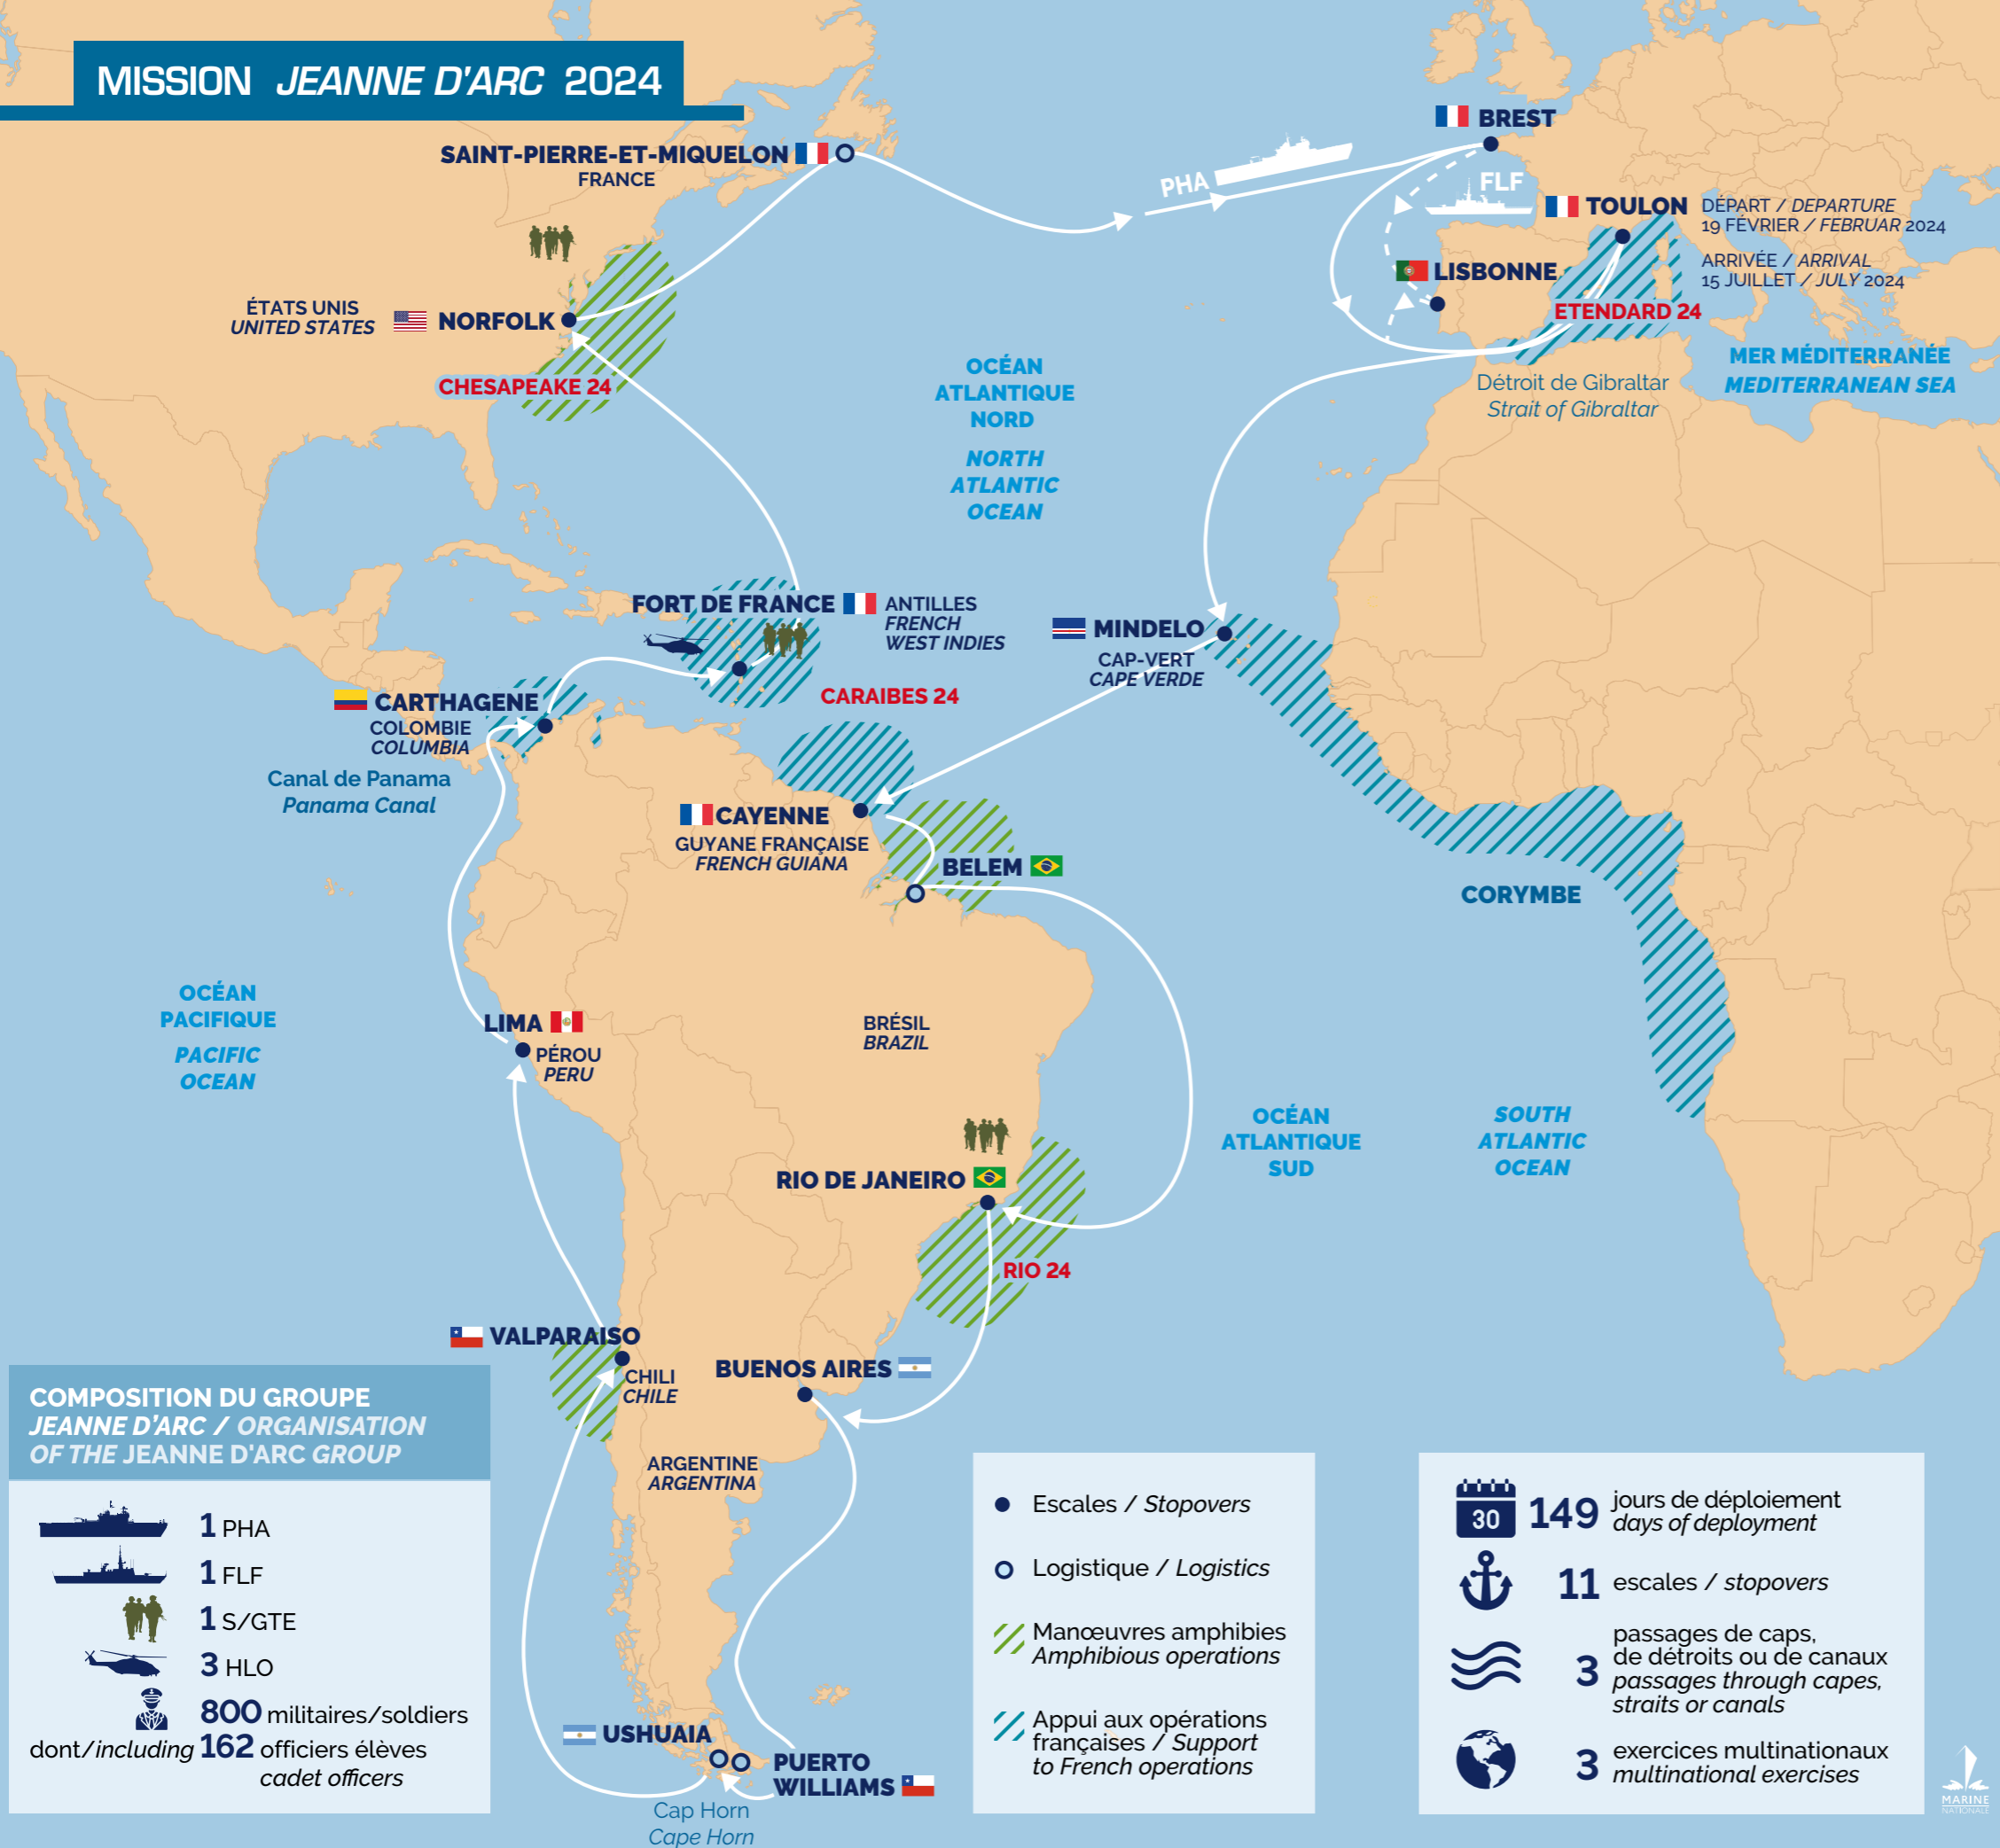 MISSION JEANNE D'ARC 2024
SAINT-PIERRE-ET-MIQUELON
FRANCE
PHA
BREST
FLF
TOULON
DÉPART / DEPARTURE
19 FÉVRIER / FEBRUAR 2024
ARRIVÉE / ARRIVAL
15 JUILLET / JULY 2024
LISBONNE
ETENDARD 24
MER MÉDITERRANÉE
MEDITERRANEAN SEA
Détroit de Gibraltar
Strait of Gibraltar
ÉTATS UNIS
UNITED STATES
NORFOLK
CHESAPEAKE 24
OCÉAN
ATLANTIQUE
NORD
NORTH
ATLANTIC
OCEAN
FORT DE FRANCE
ANTILLES
FRENCH
WEST INDIES
CARAIBES 24
MINDELO
CAP-VERT
CAPE VERDE
CARTHAGENE
COLOMBIE
COLUMBIA
Canal de Panama
Panama Canal
CAYENNE
GUYANE FRANÇAISE
FRENCH GUIANA
BELEM
CORYMBE
OCÉAN
PACIFIQUE
PACIFIC
OCEAN
LIMA
PÉROU
PERU
BRÉSIL
BRAZIL
OCÉAN
ATLANTIQUE
SUD
SOUTH
ATLANTIC
OCEAN
RIO DE JANEIRO
RIO 24
VALPARAISO
CHILI
CHILE
BUENOS AIRES
ARGENTINE
ARGENTINA
USHUAIA
PUERTO
WILLIAMS
Cap Horn
Cape Horn
COMPOSITION DU GROUPE
JEANNE D'ARC / ORGANISATION
OF THE JEANNE D'ARC GROUP
1 PHA
1 FLF
1 S/GTE
3 HLO
800 militaires/soldiers
dont/including 162 officiers élèves
cadet officers
Escales / Stopovers
Logistique / Logistics
Manœuvres amphibies
Amphibious operations
Appui aux opérations
françaises / Support
to French operations
30
149 jours de déploiement
days of deployment
11 escales / stopovers
3 passages de caps,
de détroits ou de canaux
passages through capes,
straits or canals
3 exercices multinationaux
multinational exercises
MARINE
NATIONALE